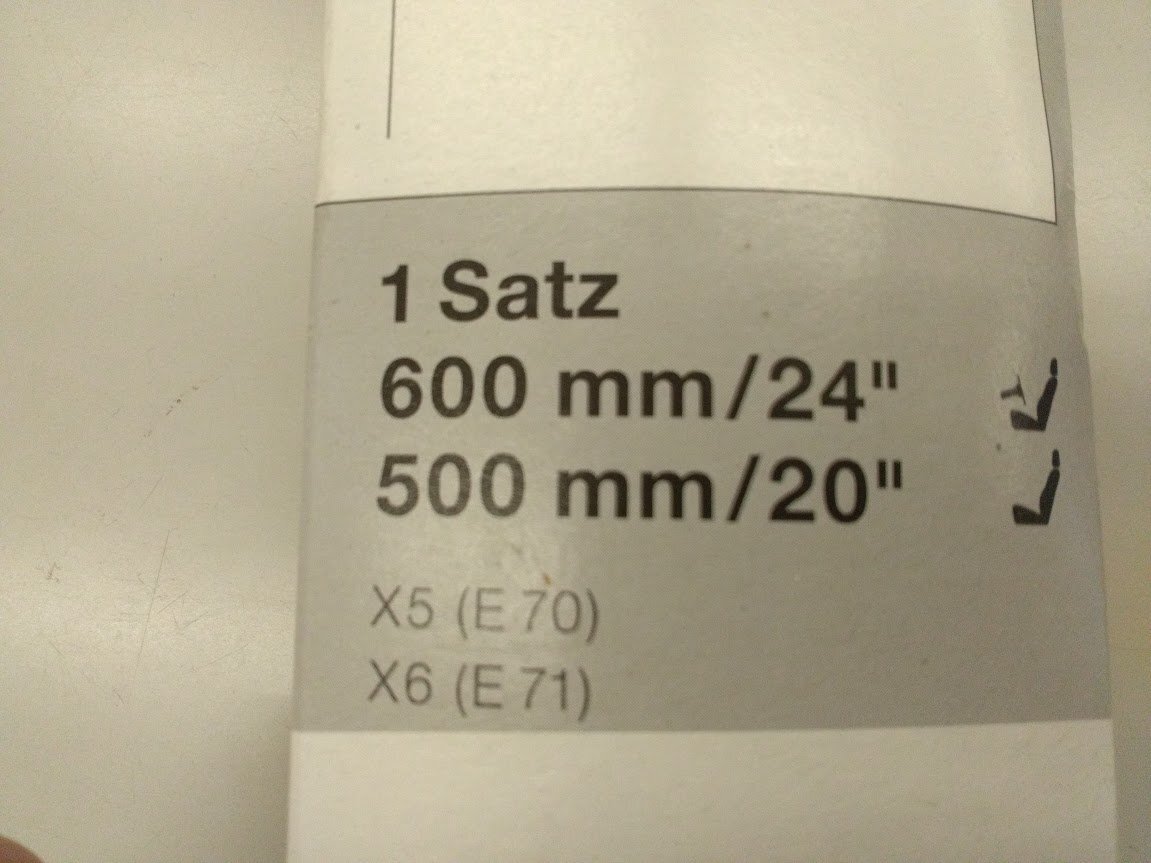 1 Satz
600 mm/24"
500 mm/20"
X5 (E 70)
X6 (E 71)